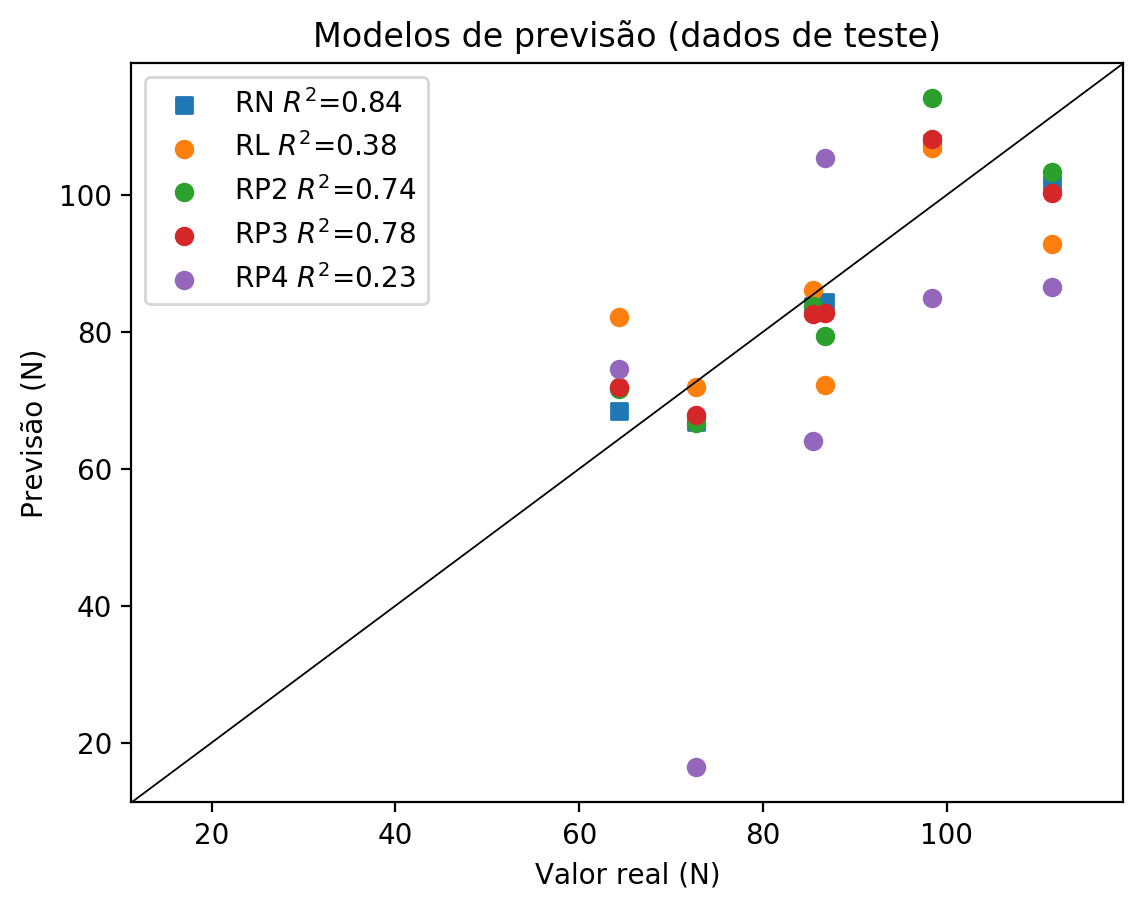 Modelos de previsão (dados de teste)
RN R²=0.84
RL R²=0.38
RP2 R²=0.74
RP3 R²=0.78
RP4 R²=0.23
100
80
60
40
20
Previsão (N)
20 40 60 80 100
Valor real (N)